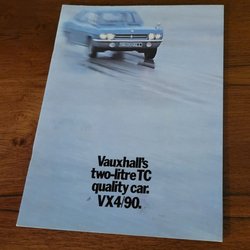 Vauxhall's
two-litre TC
quality car.
VX4/90.